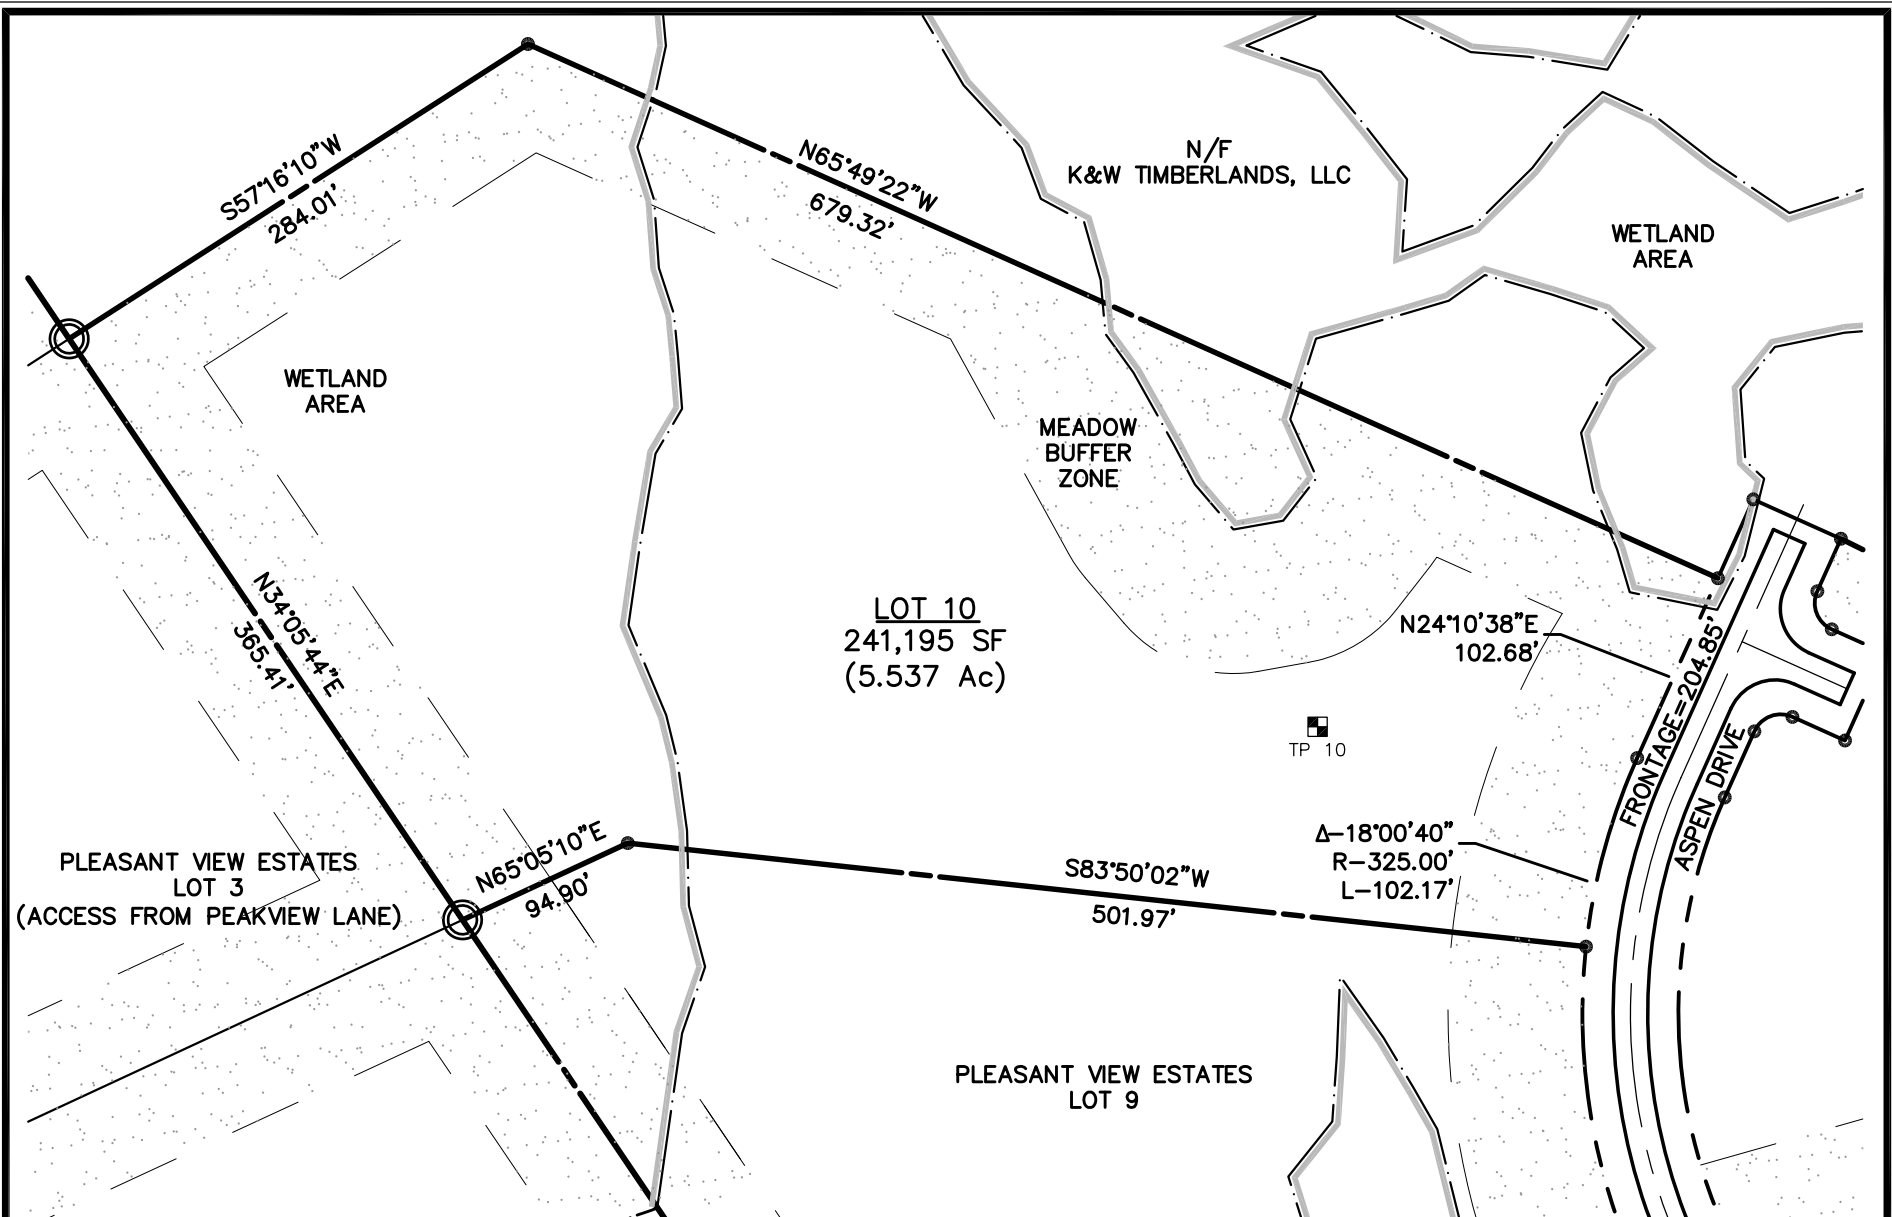 S57°16'10"W
284.01'
N65°49'22"W
679.32'
N/F
K&W TIMBERLANDS, LLC
WETLAND
AREA
WETLAND
AREA
MEADOW
BUFFER
ZONE
N34°05'44"E
365.41'
LOT 10
241,195 SF
(5.537 Ac)
N24°10'38"E
102.68'
FRONTAGE=204.85'
TP 10
ASPEN DRIVE
Δ-18°00'40"
R-325.00'
L-102.17'
N65°05'10"E
94.90'
S83°50'02"W
501.97'
PLEASANT VIEW ESTATES
LOT 3
(ACCESS FROM PEAKVIEW LANE)
PLEASANT VIEW ESTATES
LOT 9